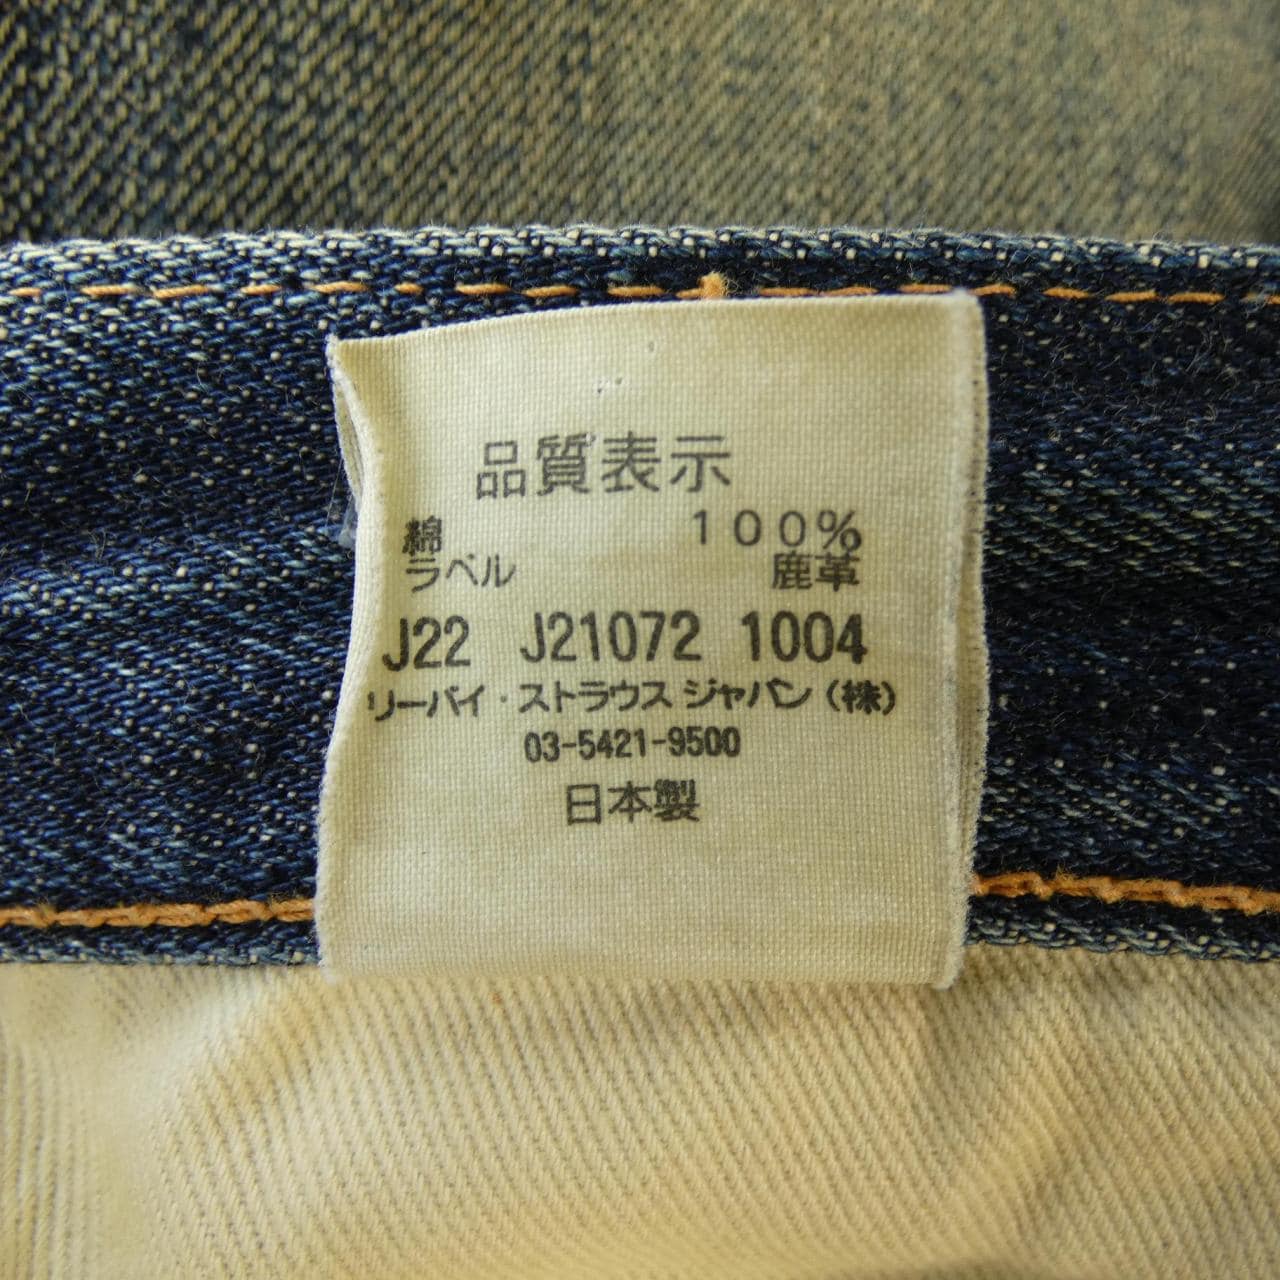 品質表示
綿 １００％
ラベル 鹿革
J22 J21072 1004
リーバイ・ストラウス ジャパン（株）
03-5421-9500
日本製